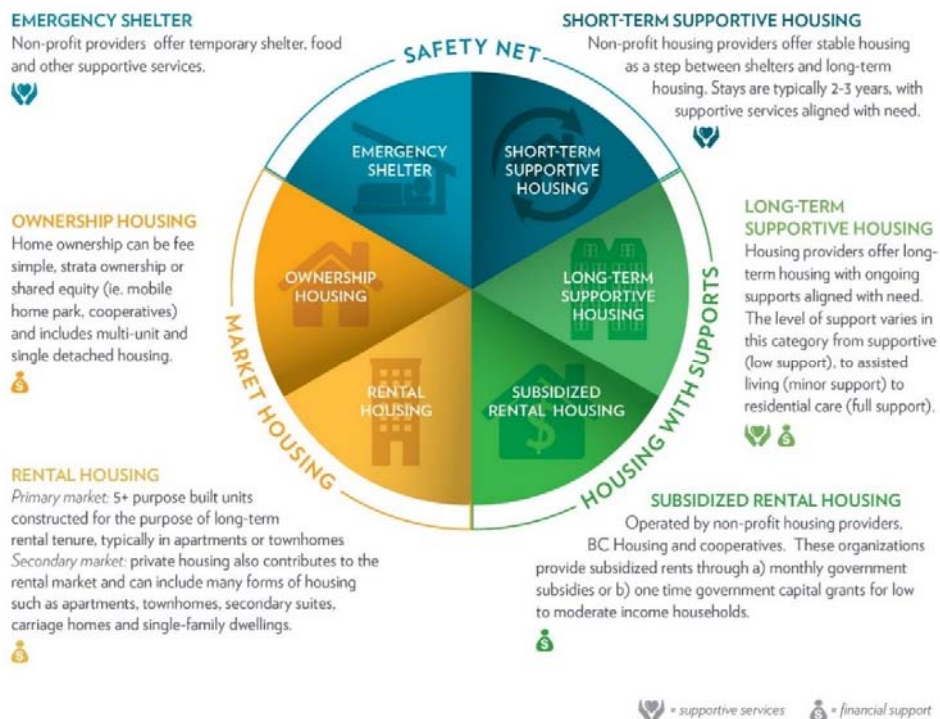 EMERGENCY SHELTER
Non-profit providers offer temporary shelter, food
and other supportive services.
SHORT-TERM SUPPORTIVE HOUSING
Non-profit housing providers offer stable housing
as a step between shelters and long-term
housing. Stays are typically 2-3 years, with
supportive services aligned with need.
SAFETY NET
EMERGENCY
SHELTER
SHORT-TERM
SUPPORTIVE
HOUSING
OWNERSHIP HOUSING
Home ownership can be fee
simple, strata ownership or
shared equity (ie. mobile
home park, cooperatives)
and includes multi-unit and
single detached housing.
OWNERSHIP
HOUSING
LONG-TERM
SUPPORTIVE
HOUSING
LONG-TERM
SUPPORTIVE HOUSING
Housing providers offer long-
term housing with ongoing
supports aligned with need.
The level of support varies in
this category from supportive
(low support), to assisted
living (minor support) to
residential care (full support).
MARKET HOUSING
RENTAL
HOUSING
SUBSIDIZED
RENTAL HOUSING
$
HOUSING WITH SUPPORTS
RENTAL HOUSING
Primary market: 5+ purpose built units
constructed for the purpose of long-term
rental tenure, typically in apartments or townhomes
Secondary market: private housing also contributes to the
rental market and can include many forms of housing
such as apartments, townhomes, secondary suites,
carriage homes and single-family dwellings.
SUBSIDIZED RENTAL HOUSING
Operated by non-profit housing providers,
BC Housing and cooperatives. These organizations
provide subsidized rents through a) monthly government
subsidies or b) one time government capital grants for low
to moderate income households.
= supportive services
= financial support